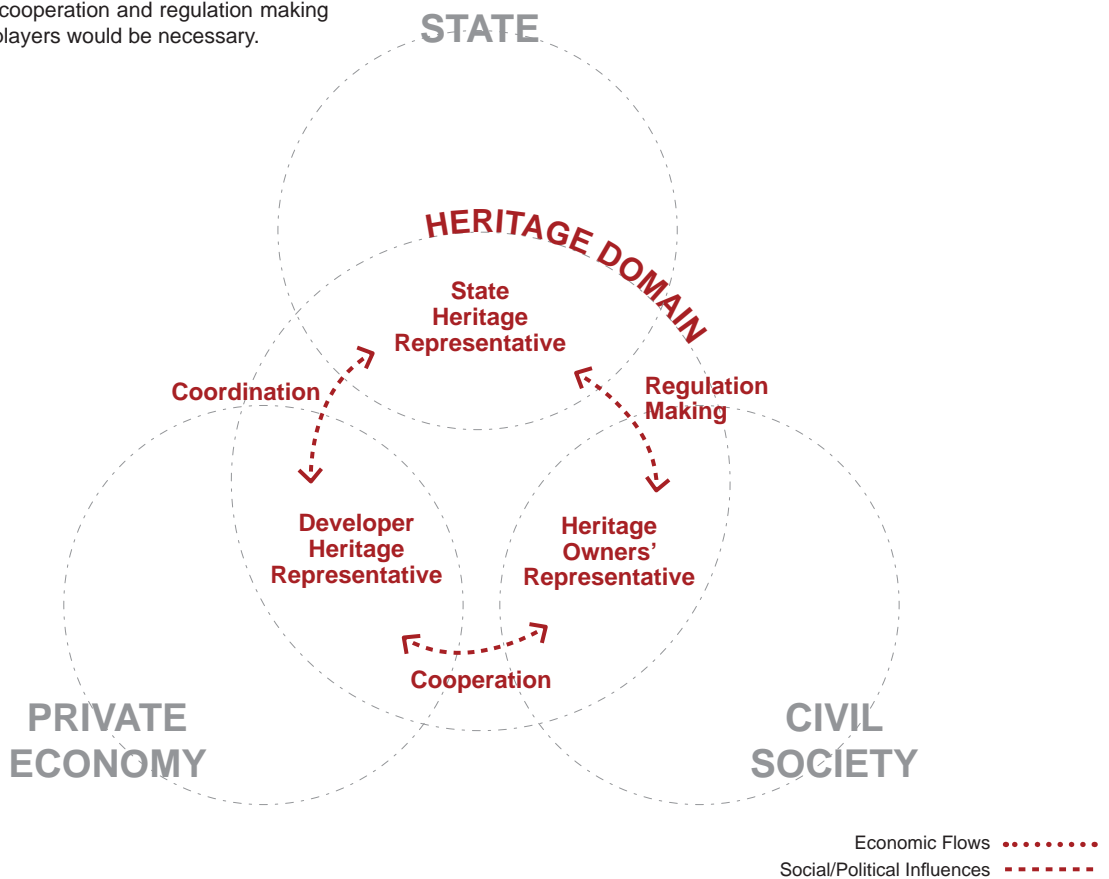 cooperation and regulation making
players would be necessary.
STATE
HERITAGE DOMAIN
State
Heritage
Representative
Coordination
Regulation
Making
Developer
Heritage
Representative
Heritage
Owners’
Representative
Cooperation
PRIVATE
ECONOMY
CIVIL
SOCIETY
Economic Flows
Social/Political Influences